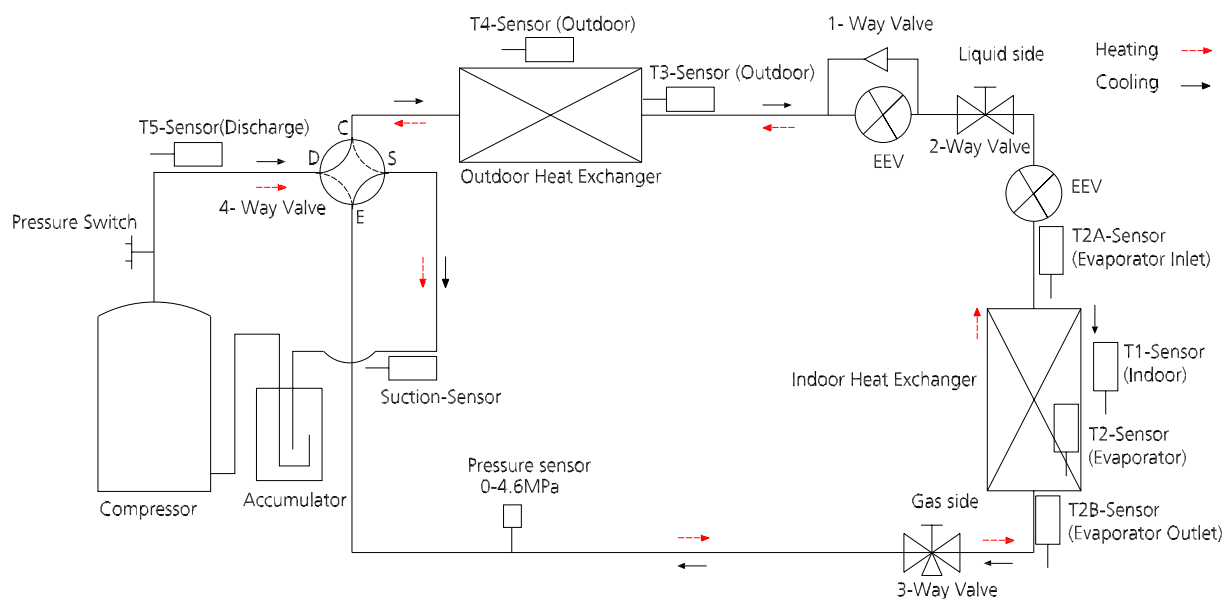 T4-Sensor (Outdoor)
1- Way Valve
Liquid side
Heating
Cooling
T3-Sensor (Outdoor)
T5-Sensor(Discharge)
C
D
S
E
4- Way Valve
Outdoor Heat Exchanger
EEV
2-Way Valve
EEV
Pressure Switch
T2A-Sensor
(Evaporator Inlet)
T1-Sensor
(Indoor)
Indoor Heat Exchanger
Suction-Sensor
T2-Sensor
(Evaporator)
Pressure sensor
0-4.6MPa
Compressor
Accumulator
Gas side
T2B-Sensor
(Evaporator Outlet)
3-Way Valve